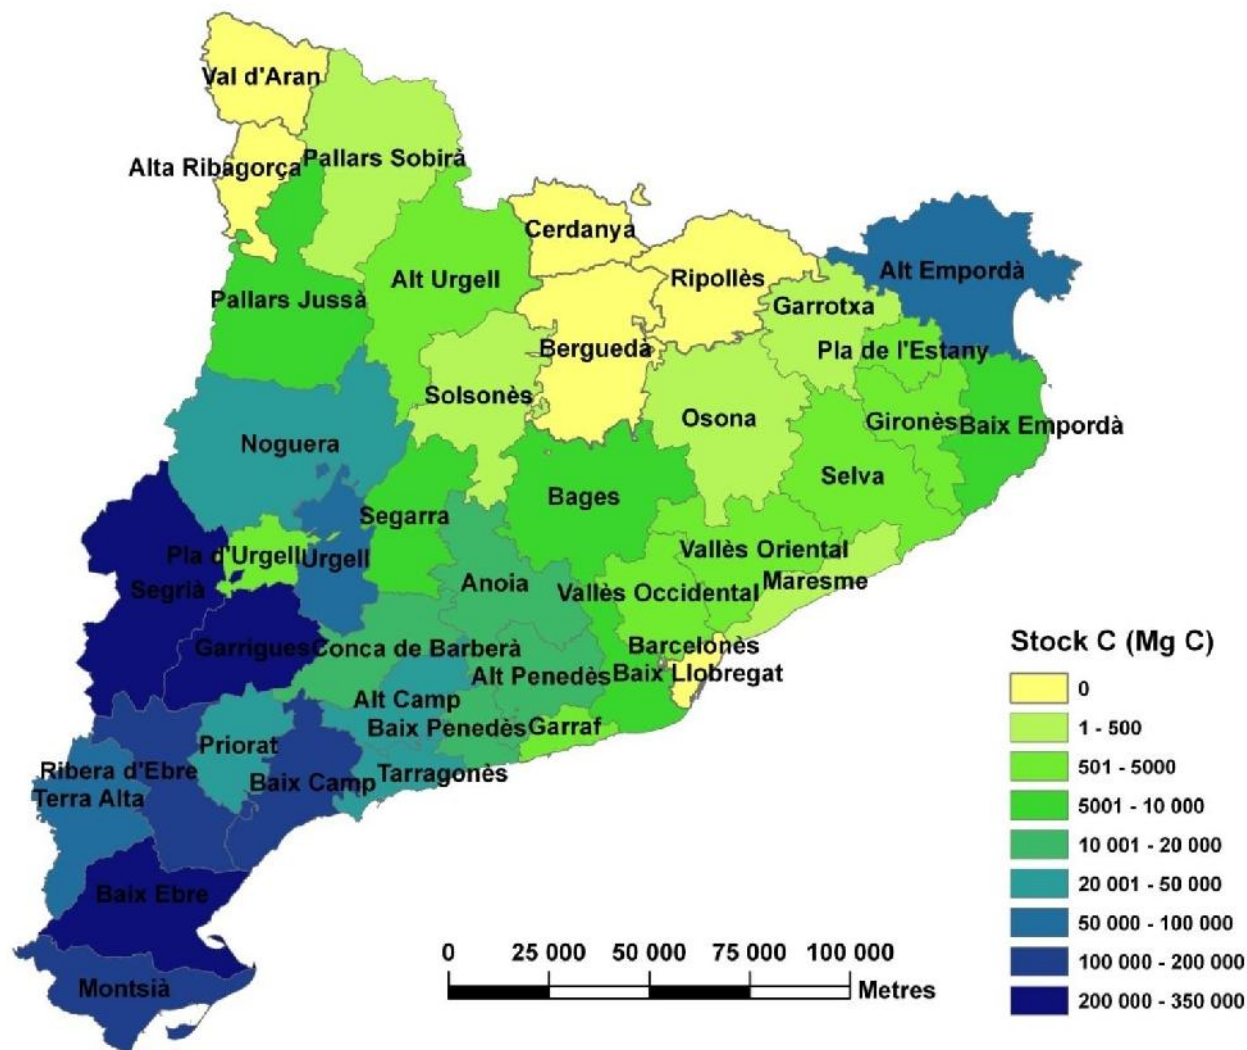 Val d'Aran
Alta Ribagorça
Pallars Sobirà
Cerdanya
Ripollès
Alt Empordà
Alt Urgell
Pallars Jussà
Garrotxa
Pla de l'Estany
Berguedà
Solsonès
Osona
Gironès
Baix Empordà
Noguera
Selva
Bages
Segarra
Pla d'Urgell
Urgell
Vallès Oriental
Segrià
Anoia
Vallès Occidental
Maresme
Garrigues
Conca de Barberà
Barcelonès
Alt Penedès
Baix Llobregat
Alt Camp
Baix Penedès
Garraf
Priorat
Ribera d'Ebre
Baix Camp
Tarragonès
Terra Alta
Baix Ebre
Montsià
Stock C (Mg C)
0
1 - 500
501 - 5000
5001 - 10 000
10 001 - 20 000
20 001 - 50 000
50 000 - 100 000
100 000 - 200 000
200 000 - 350 000
0 25 000 50 000 75 000 100 000
Metres